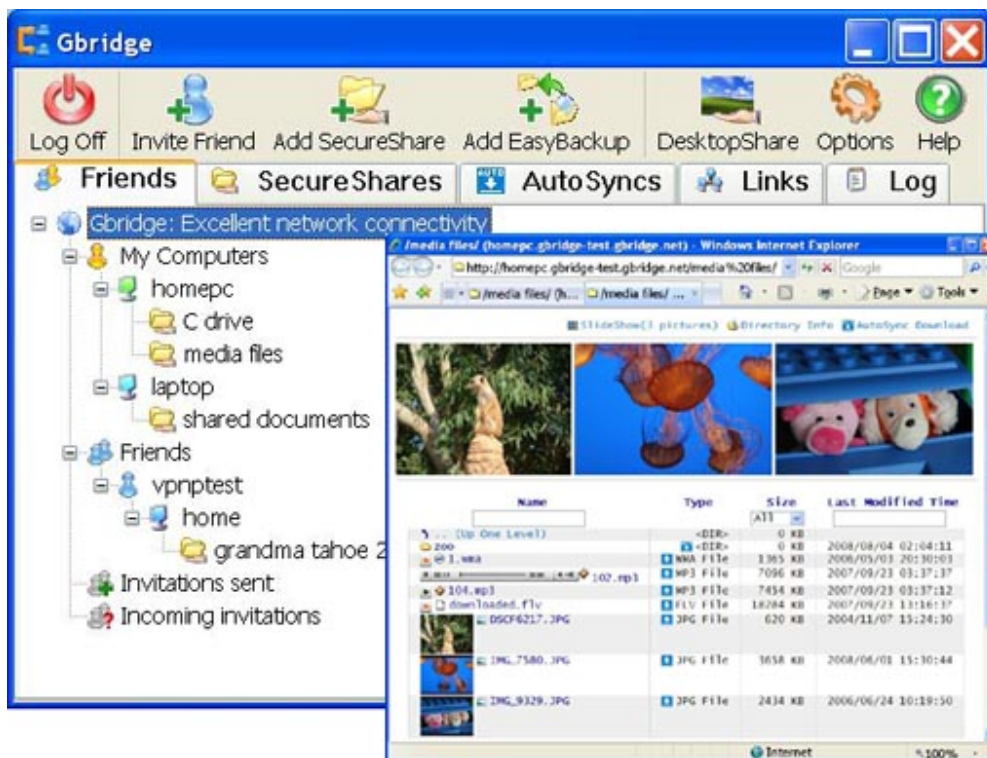 Gbridge
Log Off Invite Friend Add SecureShare Add EasyBackup DesktopShare Options Help
Friends SecureShares AutoSyncs Links Log
Gbridge: Excellent network connectivity
My Computers
homepc
C drive
media files
laptop
shared documents
Friends
vpnptest
home
grandma tahoe 2
Invitations sent
Incoming invitations
/media files/ (homepc.gbridge-test.gbridge.net) - Windows Internet Explorer
http://homepc.gbridge-test.gbridge.net/media%20files/ Google
/media files/ (h... /media files/ ... Page Tools
SlideShow(3 pictures) Directory Info AutoSync Download
Name Type Size Last Modified Time
All
.. (Up One Level) <DIR> 0 KB
zoo <DIR> 0 KB 2008/08/04 02:04:11
1.wma WMA File 1365 KB 2006/05/03 20:30:03
102.mp3 MP3 File 7096 KB 2007/09/23 03:37:37
104.mp3 MP3 File 7454 KB 2007/09/23 03:37:12
downloaded.flv FLV File 18284 KB 2007/09/23 13:16:37
DSCF6217.JPG JPG File 620 KB 2004/11/07 15:24:30
IMG_7580.JPG JPG File 3658 KB 2008/06/01 15:30:44
IMG_9329.JPG JPG File 2434 KB 2006/06/24 10:19:50
Internet 100%